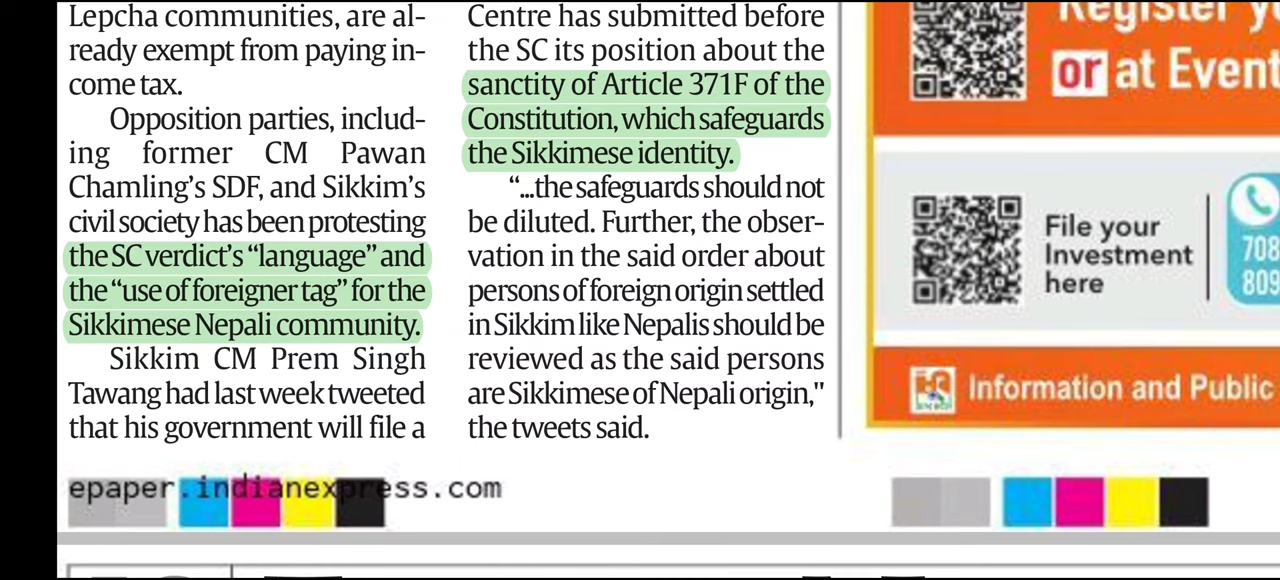 Lepcha communities, are al-
ready exempt from paying in-
come tax.
Opposition parties, includ-
ing former CM Pawan
Chamling's SDF, and Sikkim's
civil society has been protesting
the SC verdict's “language” and
the “use of foreigner tag” for the
Sikkimese Nepali community.
Sikkim CM Prem Singh
Tawang had last week tweeted
that his government will file a
Centre has submitted before
the SC its position about the
sanctity of Article 371F of the
Constitution, which safeguards
the Sikkimese identity.
“...the safeguards should not
be diluted. Further, the obser-
vation in the said order about
persons of foreign origin settled
in Sikkim like Nepalis should be
reviewed as the said persons
are Sikkimese of Nepali origin,"
the tweets said.
Register
or at Event
File your
Investment
here
708
809
Information and Public
epaper.indianexpress.com